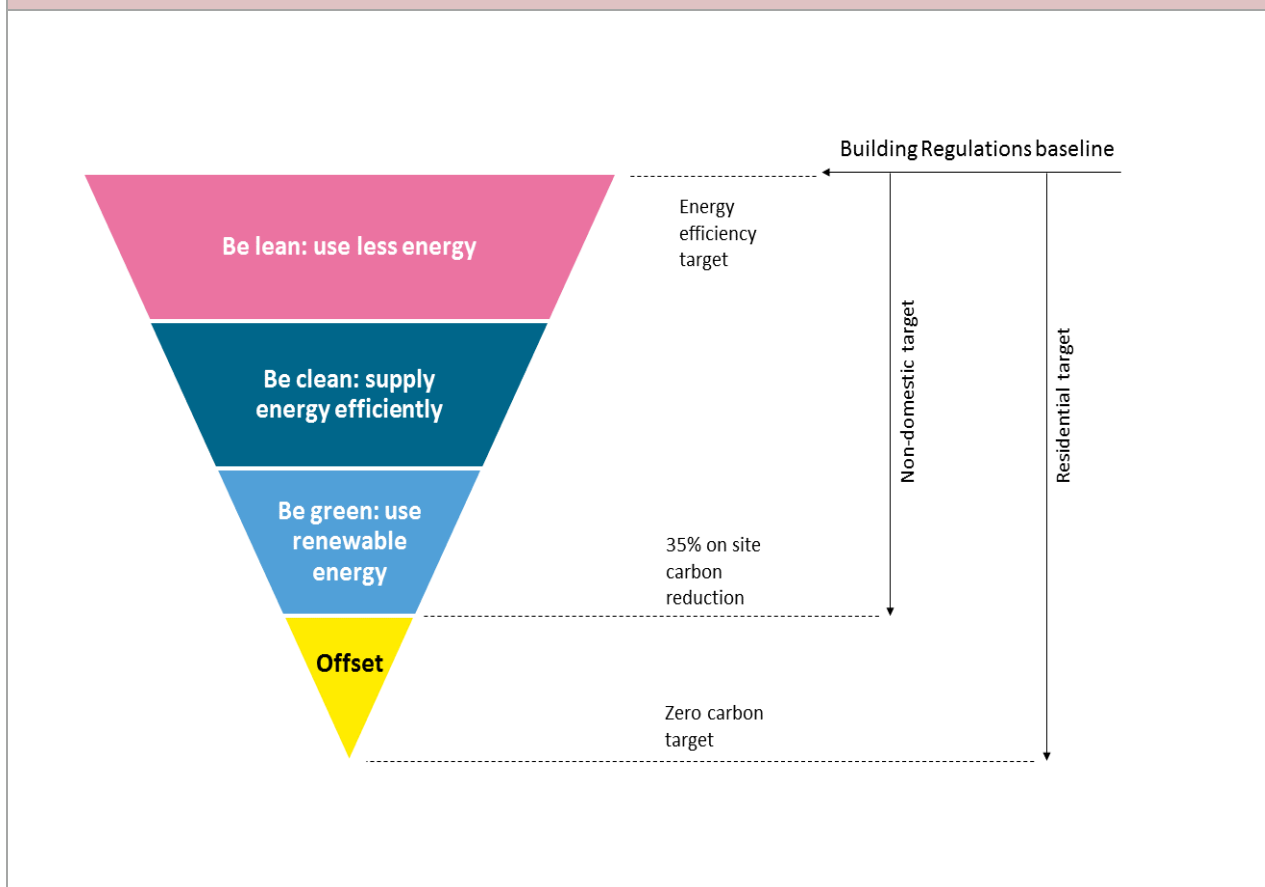 Building Regulations baseline
Be lean: use less energy
Energy
efficiency
target
Be clean: supply
energy efficiently
Non-domestic target
Residential target
Be green: use
renewable
energy
35% on site
carbon
reduction
Offset
Zero carbon
target